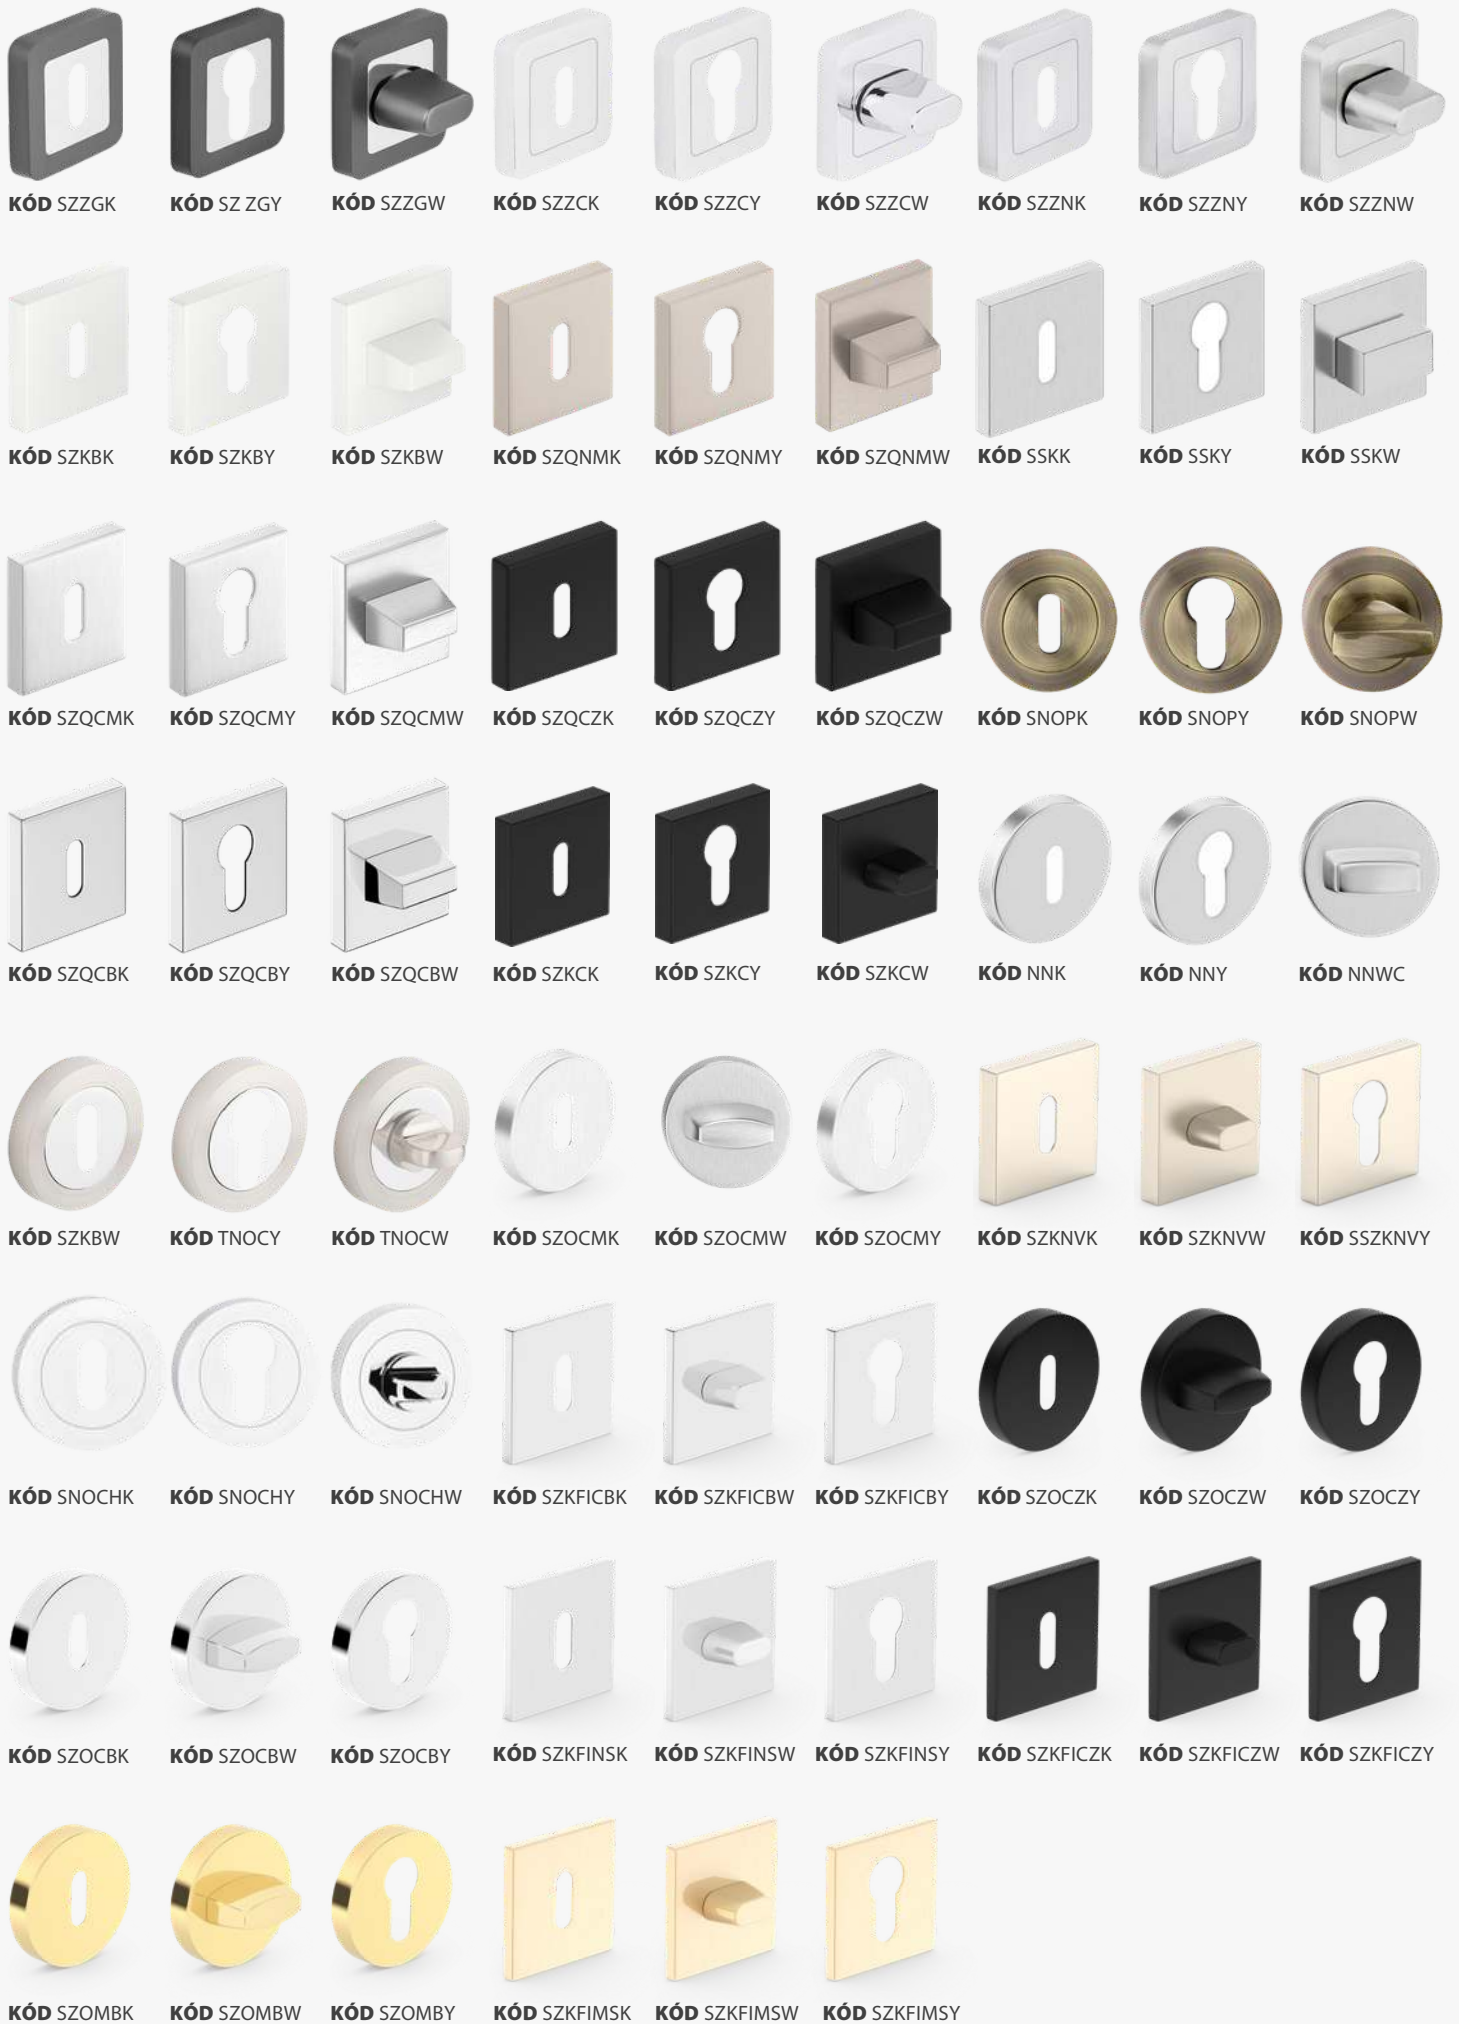 KÓD SZZGK KÓD SZ ZGY KÓD SZZGW KÓD SZZCK KÓD SZZCY KÓD SZZCW KÓD SZZNK KÓD SZZNY KÓD SZZNW
KÓD SZKBK KÓD SZKBY KÓD SZKBW KÓD SZQNMK KÓD SZQNMY KÓD SZQNMW KÓD SSKK KÓD SSKY KÓD SSKW
KÓD SZQCMK KÓD SZQCMY KÓD SZQCMW KÓD SZQCZK KÓD SZQCZY KÓD SZQCZW KÓD SNOPK KÓD SNOPY KÓD SNOPW
KÓD SZQCBK KÓD SZQCBY KÓD SZQCBW KÓD SZKCK KÓD SZKCY KÓD SZKCW KÓD NNK KÓD NNY KÓD NNWC
KÓD SZKBW KÓD TNOCY KÓD TNOCW KÓD SZOCMK KÓD SZOCMW KÓD SZOCMY KÓD SZKNVK KÓD SZKNVW KÓD SSZKNVY
KÓD SNOCHK KÓD SNOCHY KÓD SNOCHW KÓD SZKFICBK KÓD SZKFICBW KÓD SZKFICBY KÓD SZOCZK KÓD SZOCZW KÓD SZOCZY
KÓD SZOCBK KÓD SZOCBW KÓD SZOCBY KÓD SZKFINSK KÓD SZKFINSW KÓD SZKFINSY KÓD SZKFICZK KÓD SZKFICZW KÓD SZKFICZY
KÓD SZOMBK KÓD SZOMBW KÓD SZOMBY KÓD SZKFIMSK KÓD SZKFIMSW KÓD SZKFIMSY